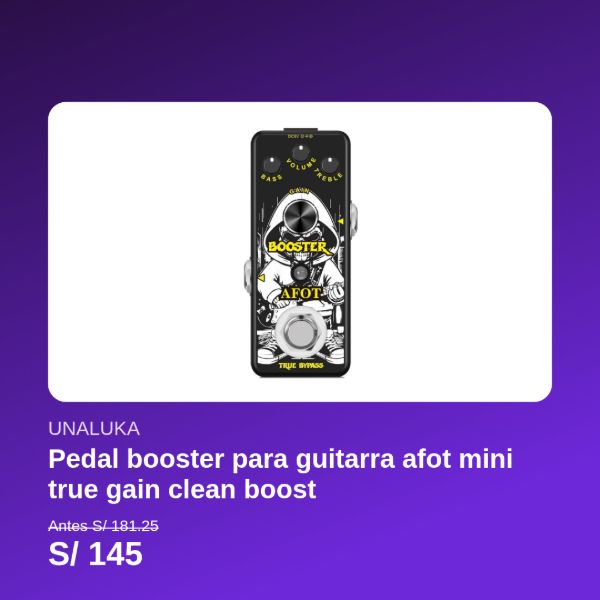 VOLUME
BASS
TREBLE
GAIN
BOOSTER
AFOT
TRUE BYPASS
UNALUKA
Pedal booster para guitarra afot mini
true gain clean boost
Antes S/ 181.25
S/ 145